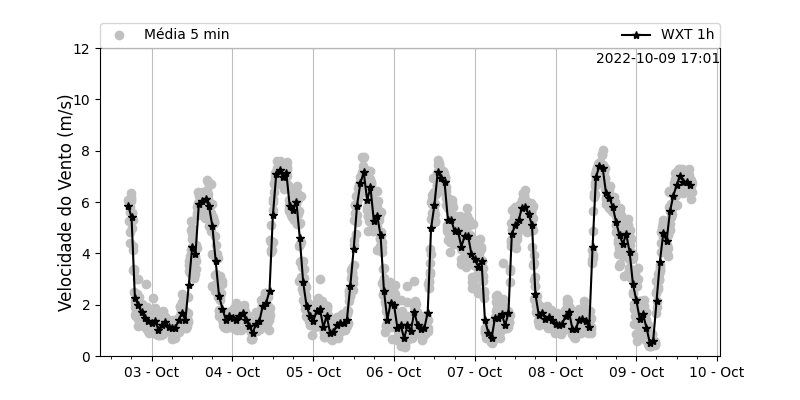 Média 5 min WXT 1h
2022-10-09 17:01
Velocidade do Vento (m/s)
12
10
8
6
4
2
0
03 - Oct 04 - Oct 05 - Oct 06 - Oct 07 - Oct 08 - Oct 09 - Oct 10 - Oct